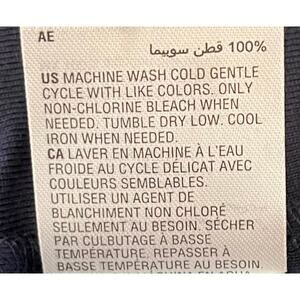 AE
100% قطن سوبيما
US MACHINE WASH COLD GENTLE
CYCLE WITH LIKE COLORS. ONLY
NON-CHLORINE BLEACH WHEN
NEEDED. TUMBLE DRY LOW. COOL
IRON WHEN NEEDED.
CA LAVER EN MACHINE À L'EAU
FROIDE AU CYCLE DÉLICAT AVEC
COULEURS SEMBLABLES.
UTILISER UN AGENT DE
BLANCHIMENT NON CHLORÉ
SEULEMENT AU BESOIN. SÉCHER
PAR CULBUTAGE À BASSE
TEMPÉRATURE. REPASSER À
BASSE TEMPÉRATURE AU BESOIN.